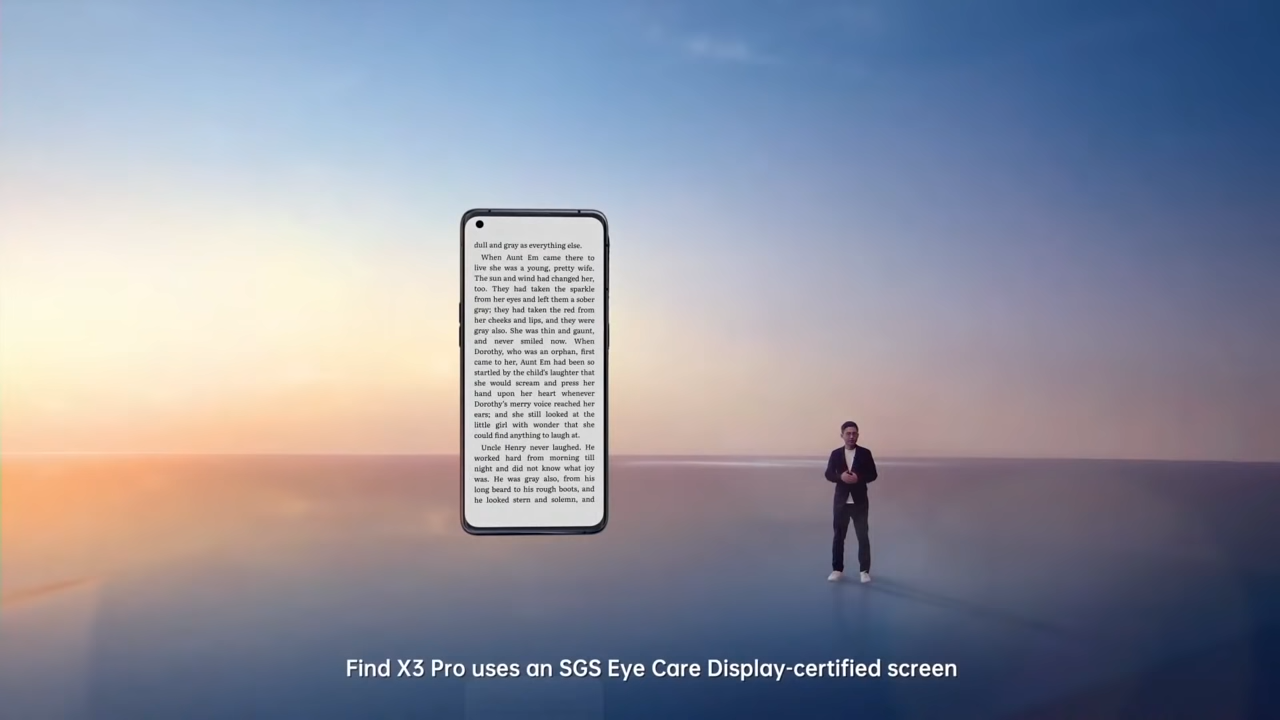 dull and gray as everything else.
When Aunt Em came there to
live she was a young, pretty wife.
The sun and wind had changed her,
too. They had taken the sparkle
from her eyes and left them a sober
gray; they had taken the red from
her cheeks and lips, and they were
gray also. She was thin and gaunt,
and never smiled now. When
Dorothy, who was an orphan, first
came to her, Aunt Em had been so
startled by the child's laughter that
she would scream and press her
hand upon her heart whenever
Dorothy's merry voice reached her
ears; and she still looked at the
little girl with wonder that she
could find anything to laugh at.
Uncle Henry never laughed. He
worked hard from morning till
night and did not know what joy
was. He was gray also, from his
long beard to his rough boots, and
he looked stern and solemn, and
Find X3 Pro uses an SGS Eye Care Display-certified screen